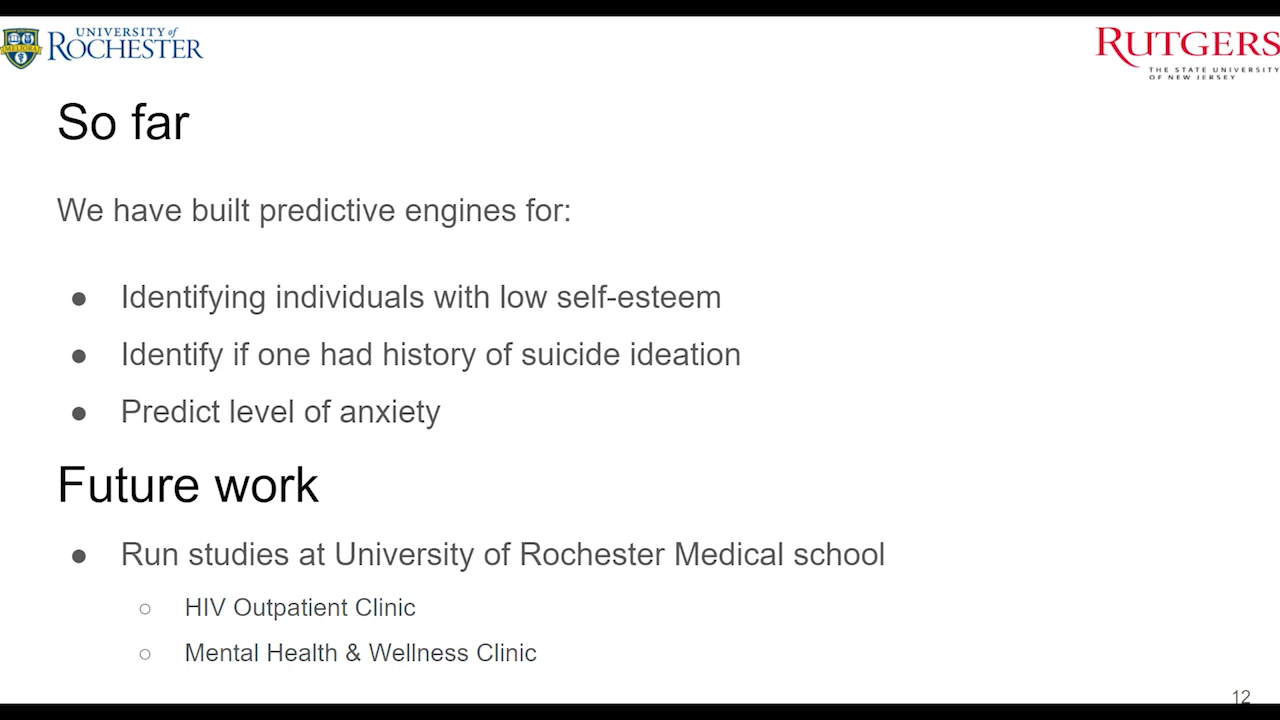 UNIVERSITY of
ROCHESTER
MELIORA
RUTGERS
THE STATE UNIVERSITY
OF NEW JERSEY
So far
We have built predictive engines for:
● Identifying individuals with low self-esteem
● Identify if one had history of suicide ideation
● Predict level of anxiety
Future work
● Run studies at University of Rochester Medical school
○ HIV Outpatient Clinic
○ Mental Health & Wellness Clinic
12